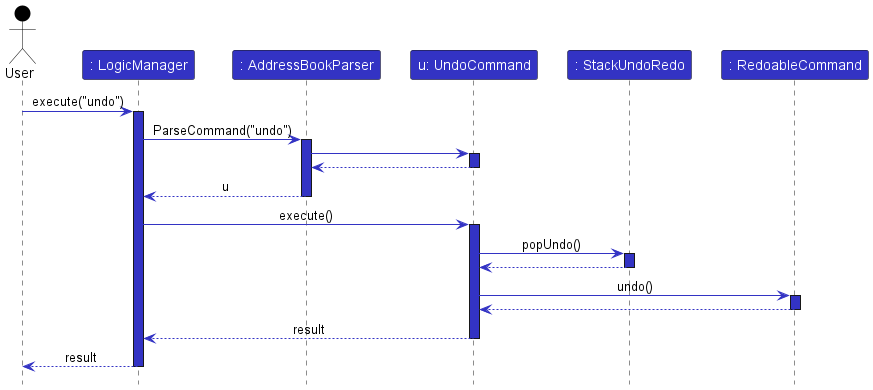 User
: LogicManager
: AddressBookParser
u: UndoCommand
: StackUndoRedo
: RedoableCommand
execute("undo")
ParseCommand("undo")
u
execute()
popUndo()
undo()
result
result